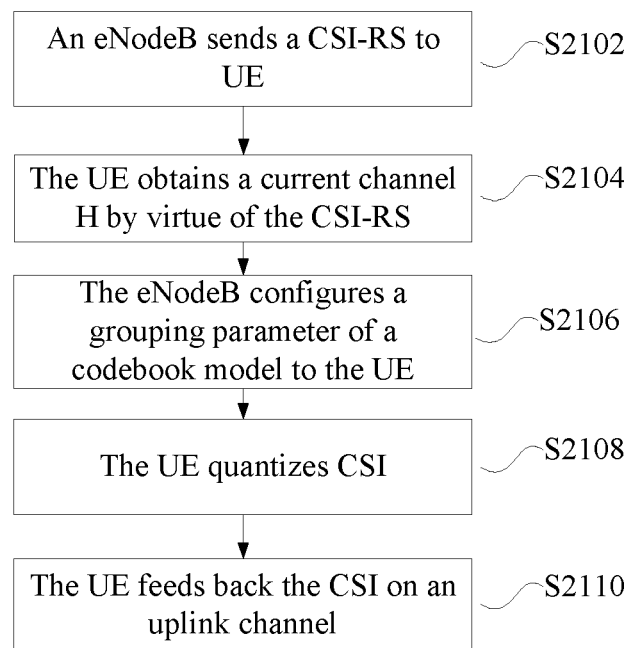 An eNodeB sends a CSI-RS to
UE
S2102
The UE obtains a current channel
H by virtue of the CSI-RS
S2104
The eNodeB configures a
grouping parameter of a
codebook model to the UE
S2106
The UE quantizes CSI
S2108
The UE feeds back the CSI on an
uplink channel
S2110